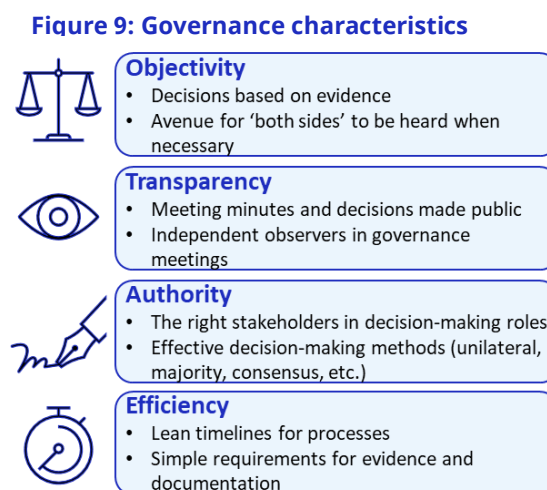 Figure 9: Governance characteristics
Objectivity
• Decisions based on evidence
• Avenue for ‘both sides’ to be heard when
necessary
Transparency
• Meeting minutes and decisions made public
• Independent observers in governance
meetings
Authority
• The right stakeholders in decision-making roles
• Effective decision-making methods (unilateral,
majority, consensus, etc.)
Efficiency
• Lean timelines for processes
• Simple requirements for evidence and
documentation